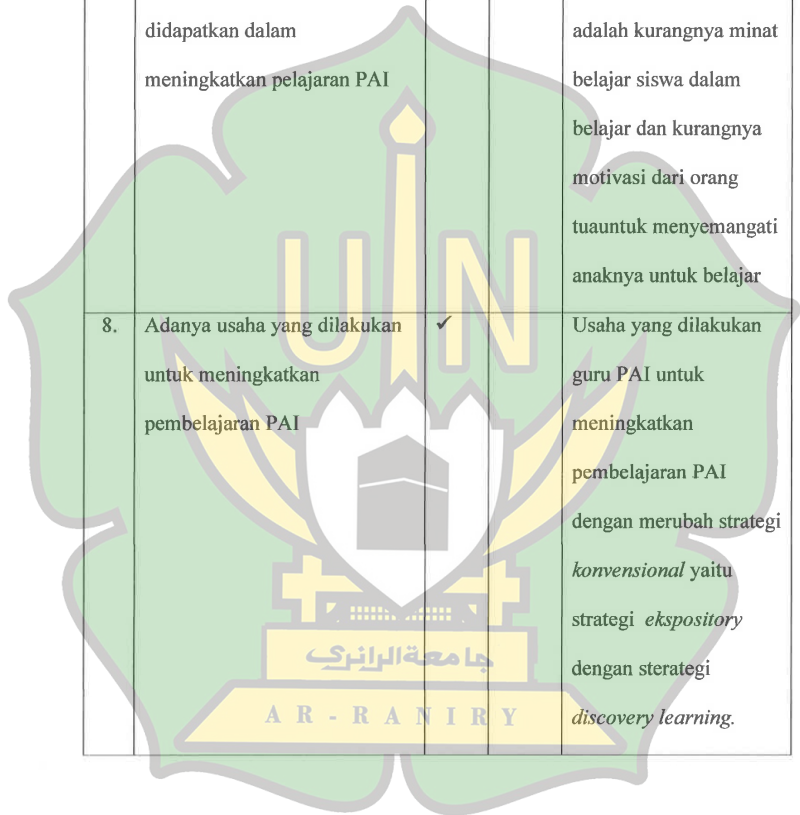 didapatkan dalam
meningkatkan pelajaran PAI
adalah kurangnya minat
belajar siswa dalam
belajar dan kurangnya
motivasi dari orang
tuauntuk menyemangati
anaknya untuk belajar
8.
Adanya usaha yang dilakukan
untuk meningkatkan
pembelajaran PAI
✓
Usaha yang dilakukan
guru PAI untuk
meningkatkan
pembelajaran PAI
dengan merubah strategi
konvensional yaitu
strategi ekspository
dengan sterategi
discovery learning.
UIN
جامعةالرانري
AR-RANIRY